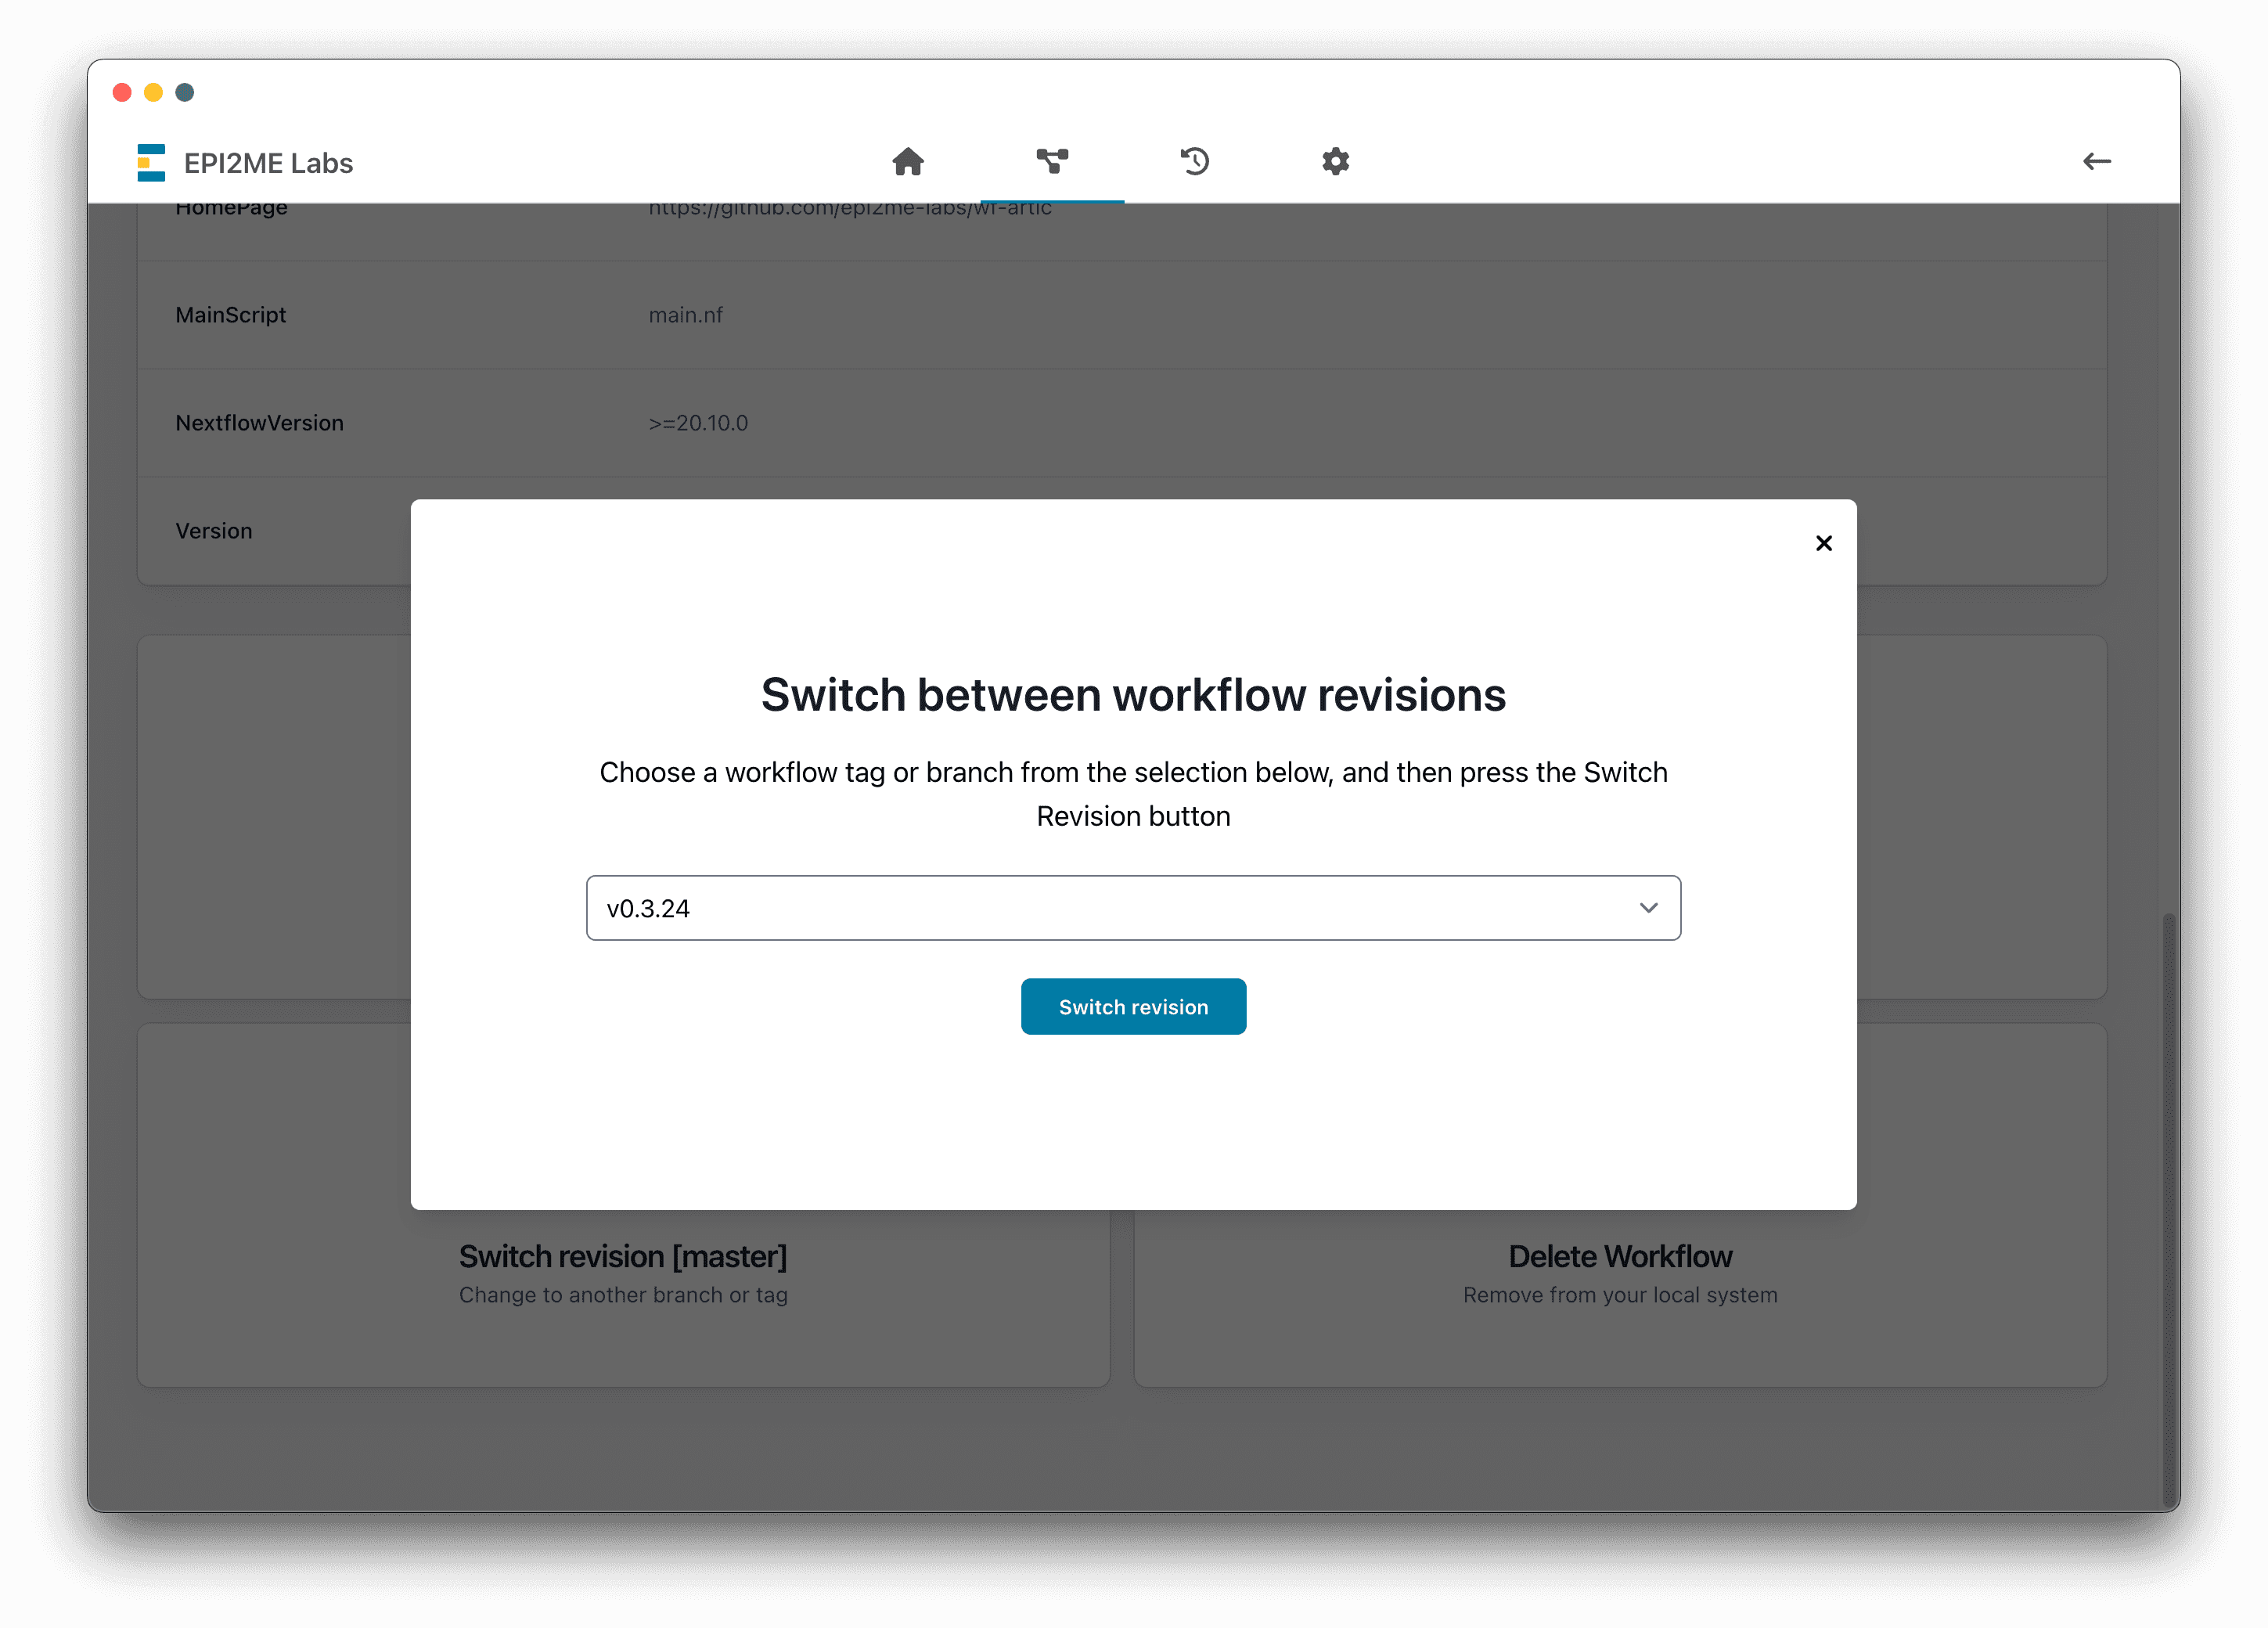 EPI2ME Labs
HomePage https://github.com/epi2me-labs/wf-artic
MainScript main.nf
NextflowVersion >=20.10.0
Version
Switch between workflow revisions
Choose a workflow tag or branch from the selection below, and then press the Switch
Revision button
v0.3.24
Switch revision
Switch revision [master] Delete Workflow
Change to another branch or tag Remove from your local system